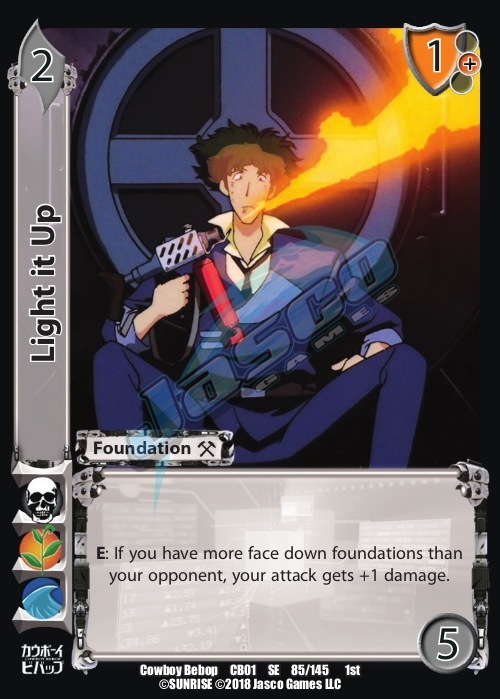 2
1
+
Light it Up
JASCO
GAMES
Foundation
E: If you have more face down foundations than
your opponent, your attack gets +1 damage.
5
カウボーイ
ビバップ
Cowboy Bebop CB01 SE 85/145 1st
©SUNRISE ©2018 Jasco Games LLC